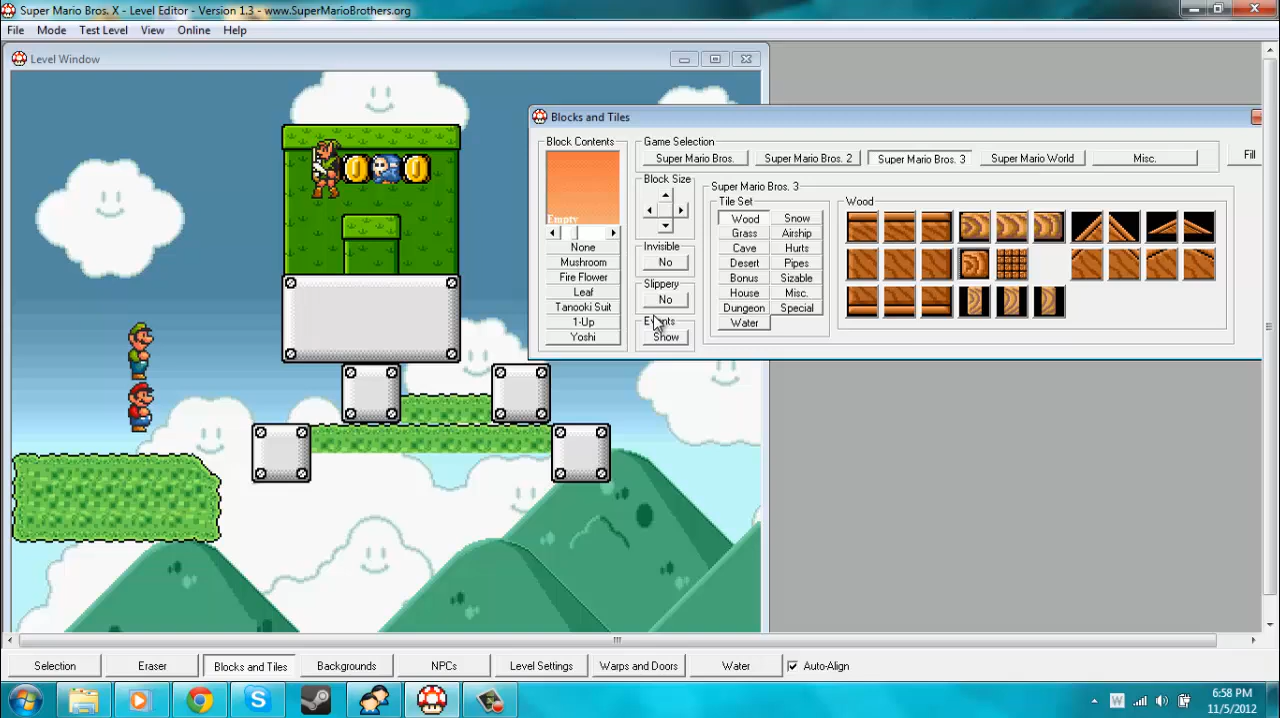 Super Mario Bros. X - Level Editor - Version 1.3 - www.SuperMarioBrothers.org
File Mode Test Level View Online Help
Level Window
Blocks and Tiles
Block Contents
Empty
None
Mushroom
Fire Flower
Leaf
Tanooki Suit
1-Up
Yoshi
Block Size
Invisible
No
Slippery
No
Events
Show
Game Selection
Super Mario Bros. Super Mario Bros. 2 Super Mario Bros. 3 Super Mario World Misc.
Fill
Super Mario Bros. 3
Tile Set
Wood Snow
Grass Airship
Cave Hurts
Desert Pipes
Bonus Sizable
House Misc.
Dungeon Special
Water
Wood
Selection Eraser Blocks and Tiles Backgrounds NPCs Level Settings Warps and Doors Water Auto-Align
W
6:58 PM
11/5/2012